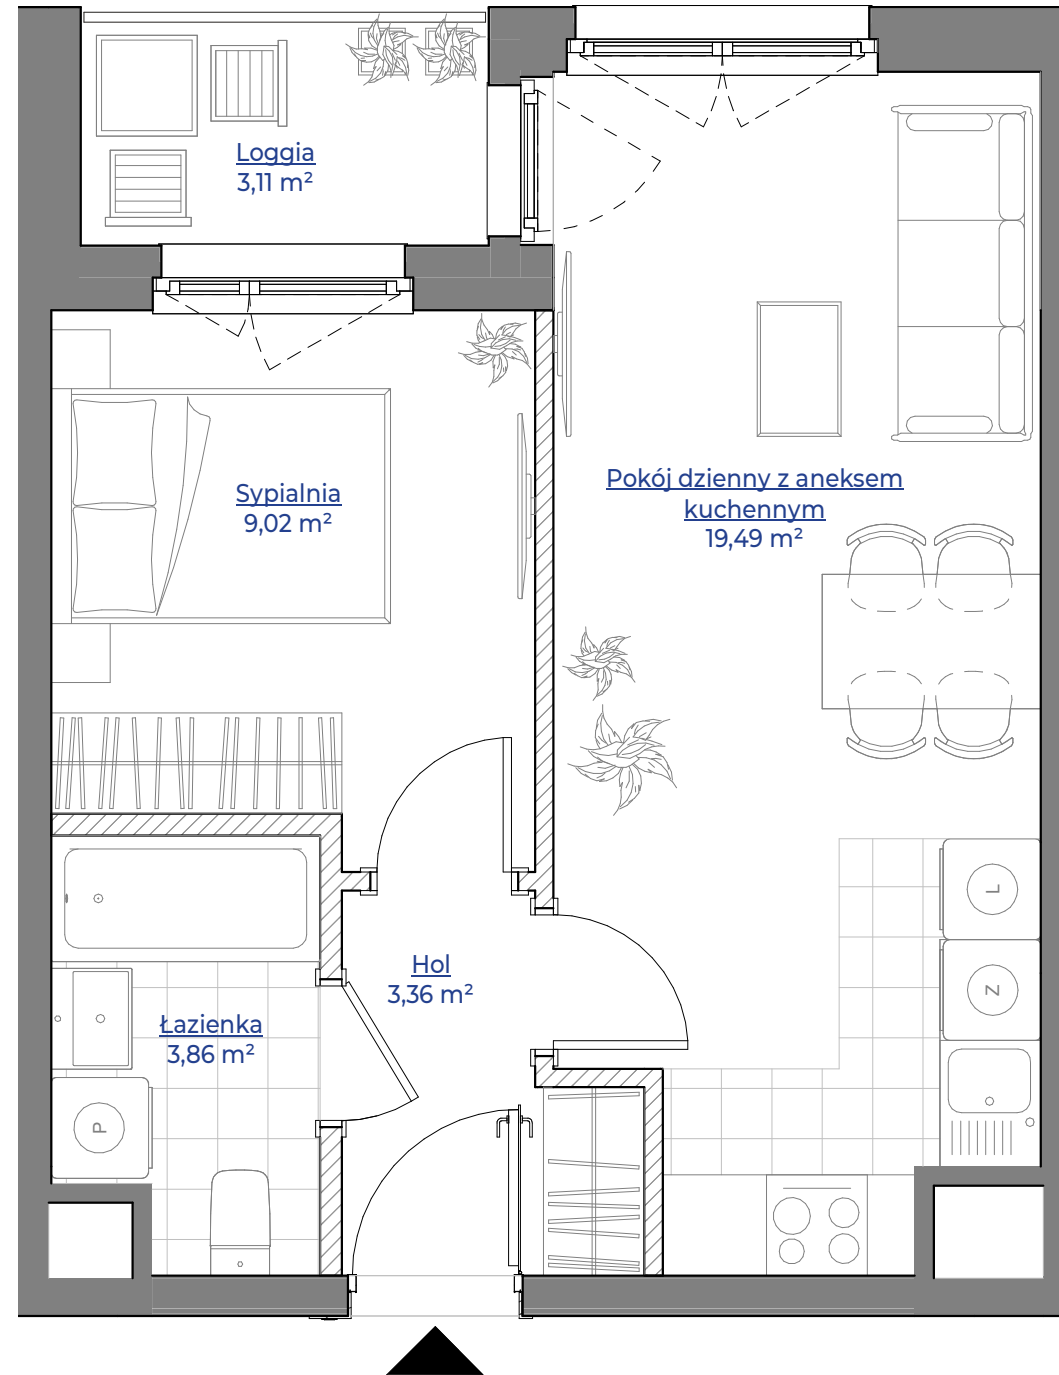 Loggia
3,11 m²
Sypialnia
9,02 m²
Pokój dzienny z aneksem
kuchennym
19,49 m²
Hol
3,36 m²
Łazienka
3,86 m²
L
Z
P